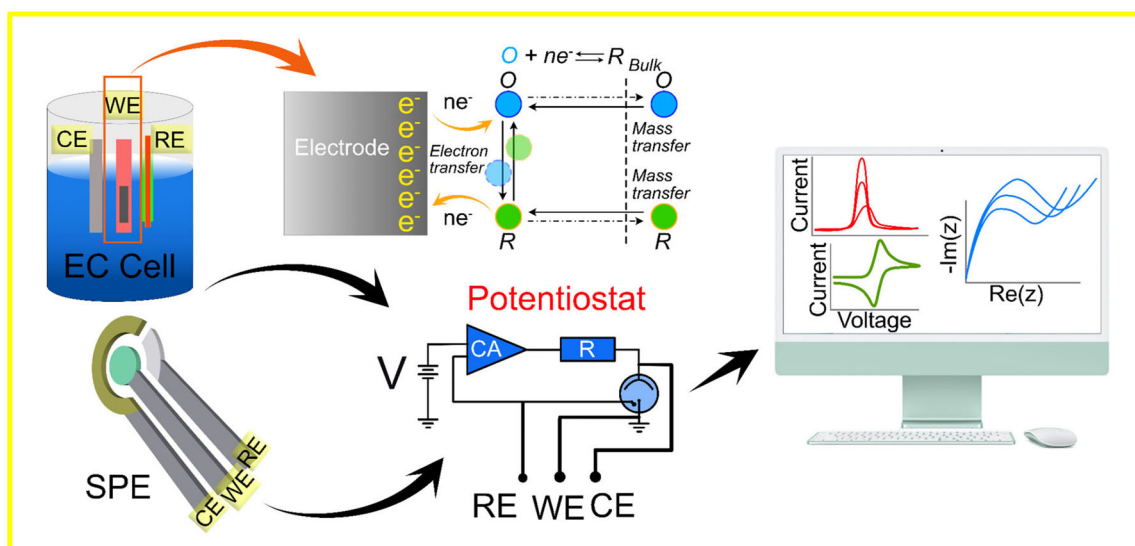 WE
CE
RE
EC Cell
O + ne⁻ ⇌ R
Bulk
O
O
ne⁻
e⁻
e⁻
e⁻
e⁻
e⁻
e⁻
Electrode
Electron
transfer
Mass
transfer
Mass
transfer
ne⁻
R
R
Potentiostat
V
CA
R
RE
WE
CE
SPE
CE
WE
RE
Current
Current
Voltage
-Im(z)
Re(z)